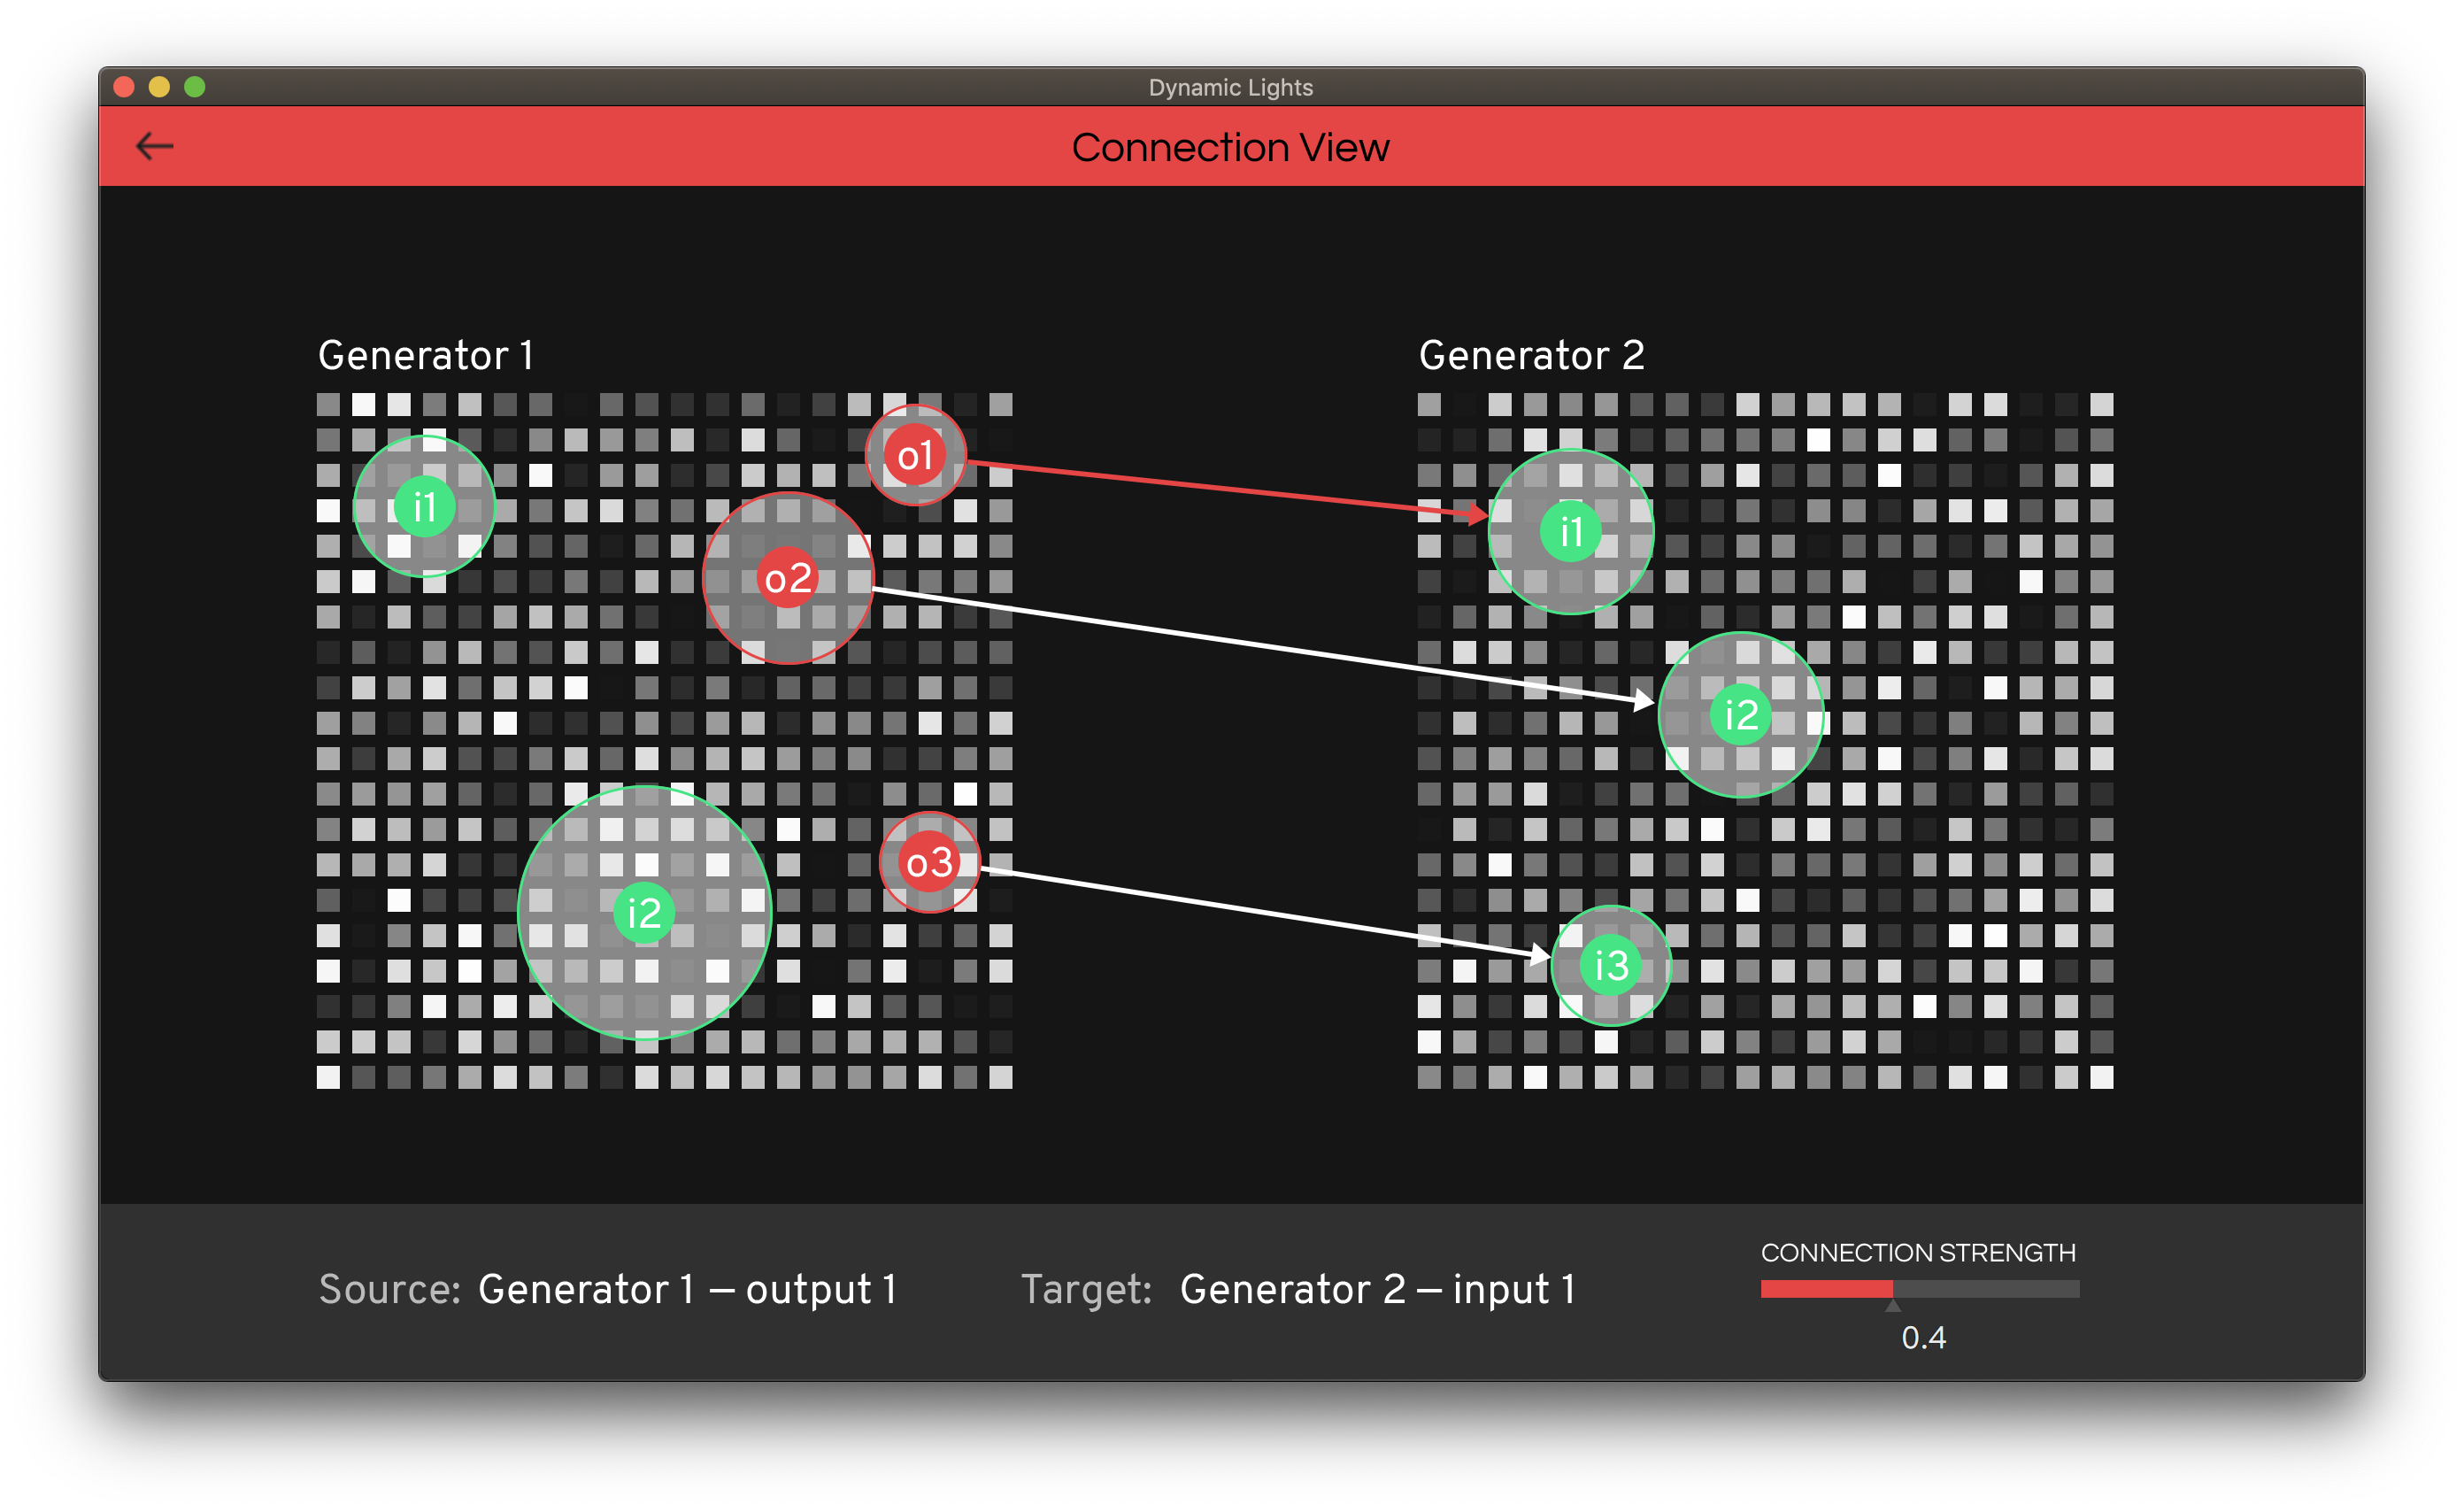 Dynamic Lights
Connection View
Generator 1
Generator 2
o1
i1
i1
o2
i2
o3
i2
i3
CONNECTION STRENGTH
Source: Generator 1 – output 1
Target: Generator 2 – input 1
0.4